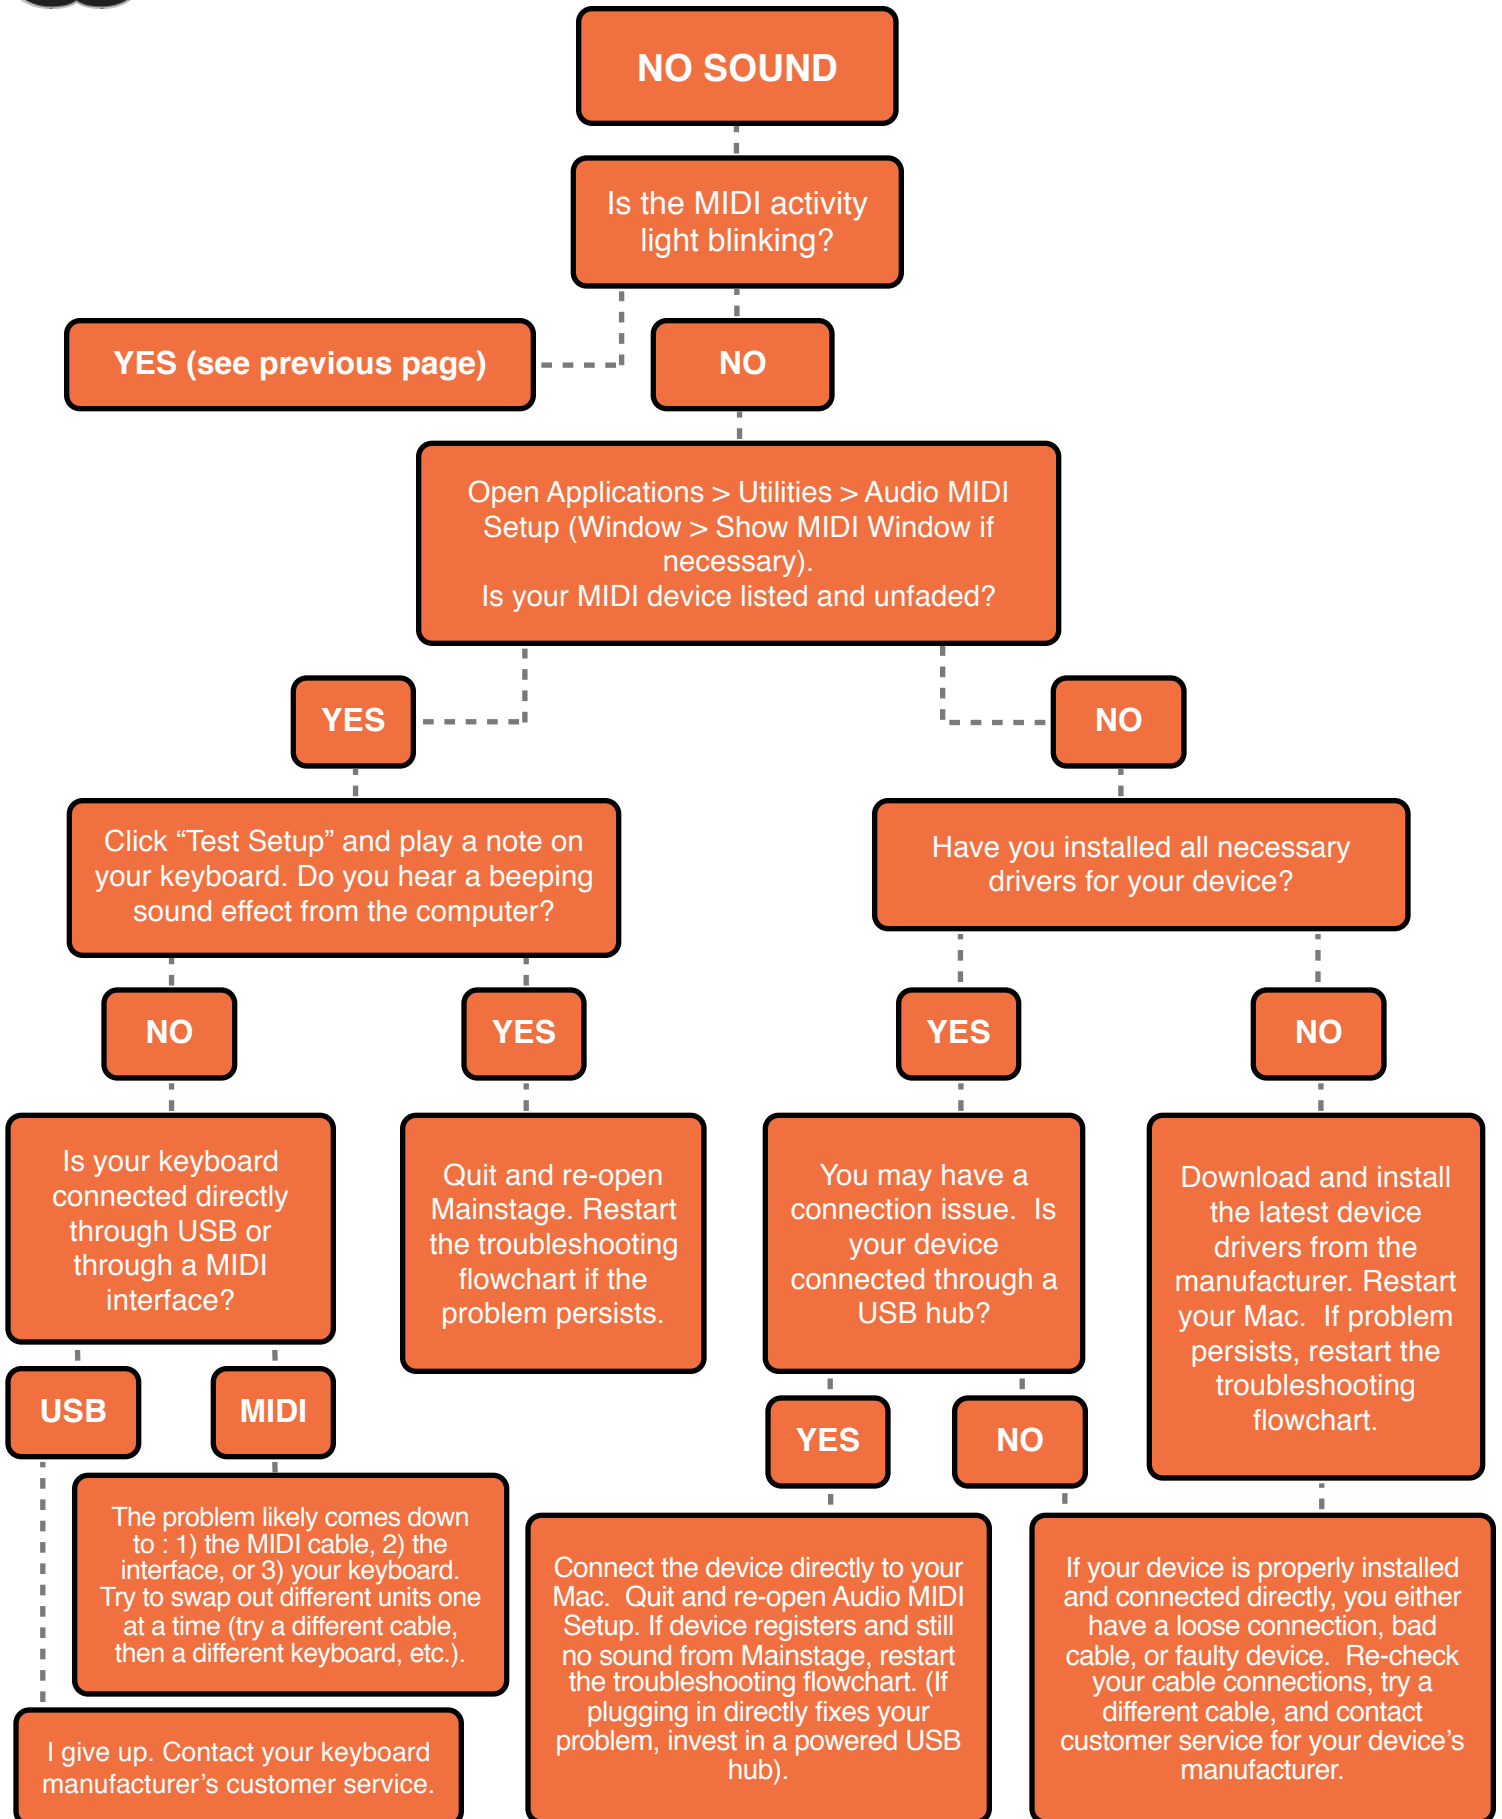 NO SOUND
Is the MIDI activity
light blinking?
YES (see previous page)
NO
Open Applications > Utilities > Audio MIDI
Setup (Window > Show MIDI Window if
necessary).
Is your MIDI device listed and unfaded?
YES
NO
Click “Test Setup” and play a note on
your keyboard. Do you hear a beeping
sound effect from the computer?
Have you installed all necessary
drivers for your device?
NO
YES
YES
NO
Is your keyboard
connected directly
through USB or
through a MIDI
interface?
Quit and re-open
Mainstage. Restart
the troubleshooting
flowchart if the
problem persists.
You may have a
connection issue.  Is
your device
connected through a
USB hub?
Download and install
the latest device
drivers from the
manufacturer. Restart
your Mac.  If problem
persists, restart the
troubleshooting
flowchart.
USB
MIDI
YES
NO
The problem likely comes down
to : 1) the MIDI cable, 2) the
interface, or 3) your keyboard.
Try to swap out different units one
at a time (try a different cable,
then a different keyboard, etc.).
Connect the device directly to your
Mac.  Quit and re-open Audio MIDI
Setup. If device registers and still
no sound from Mainstage, restart
the troubleshooting flowchart. (If
plugging in directly fixes your
problem, invest in a powered USB
hub).
If your device is properly installed
and connected directly, you either
have a loose connection, bad
cable, or faulty device.  Re-check
your cable connections, try a
different cable, and contact
customer service for your device’s
manufacturer.
I give up. Contact your keyboard
manufacturer’s customer service.